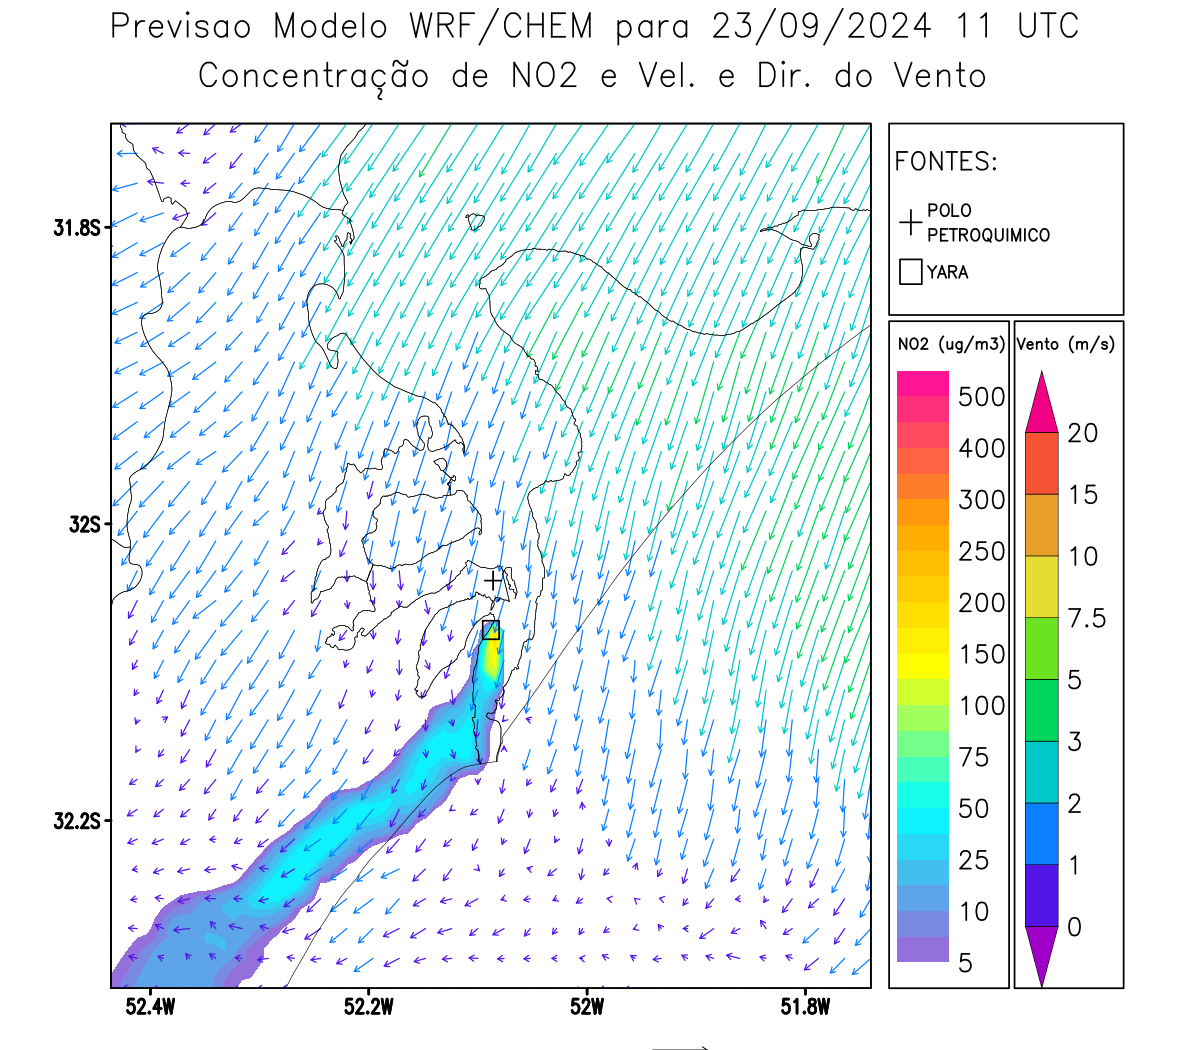 Previsao Modelo WRF/CHEM para 23/09/2024 11 UTC
Concentração de NO2 e Vel. e Dir. do Vento
FONTES:
POLO
PETROQUIMICO
YARA
NO2 (ug/m3)
500
400
300
250
200
150
100
75
50
25
10
5
Vento (m/s)
20
15
10
7.5
5
3
2
1
0
31.8S
32S
32.2S
52.4W
52.2W
52W
51.8W